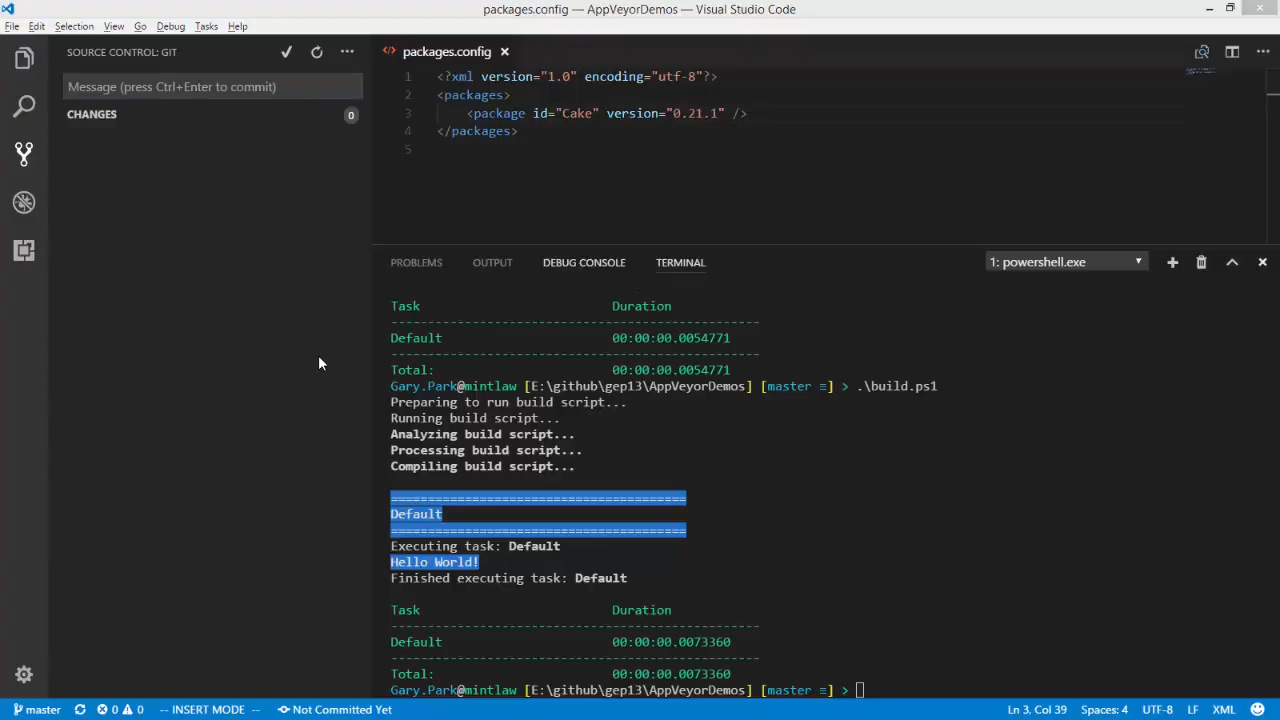 packages.config — AppVeyorDemos — Visual Studio Code
File Edit Selection View Go Debug Tasks Help
SOURCE CONTROL: GIT
Message (press Ctrl+Enter to commit)
CHANGES 0
packages.config
1 <?xml version="1.0" encoding="utf-8"?>
2 <packages>
3 <package id="Cake" version="0.21.1" />
4 </packages>
5
PROBLEMS OUTPUT DEBUG CONSOLE TERMINAL 1: powershell.exe
Task Duration
--------------------------------------------------
Default 00:00:00.0054771
--------------------------------------------------
Total: 00:00:00.0054771
Gary.Park@mintlaw [E:\github\gep13\AppVeyorDemos] [master ≡] > .\build.ps1
Preparing to run build script...
Running build script...
Analyzing build script...
Processing build script...
Compiling build script...
========================================
Default
========================================
Executing task: Default
Hello World!
Finished executing task: Default
Task Duration
--------------------------------------------------
Default 00:00:00.0073360
--------------------------------------------------
Total: 00:00:00.0073360
Gary.Park@mintlaw [E:\github\gep13\AppVeyorDemos] [master ≡] >
master 0 0 -- INSERT MODE -- Not Committed Yet Ln 3, Col 39 Spaces: 4 UTF-8 LF XML